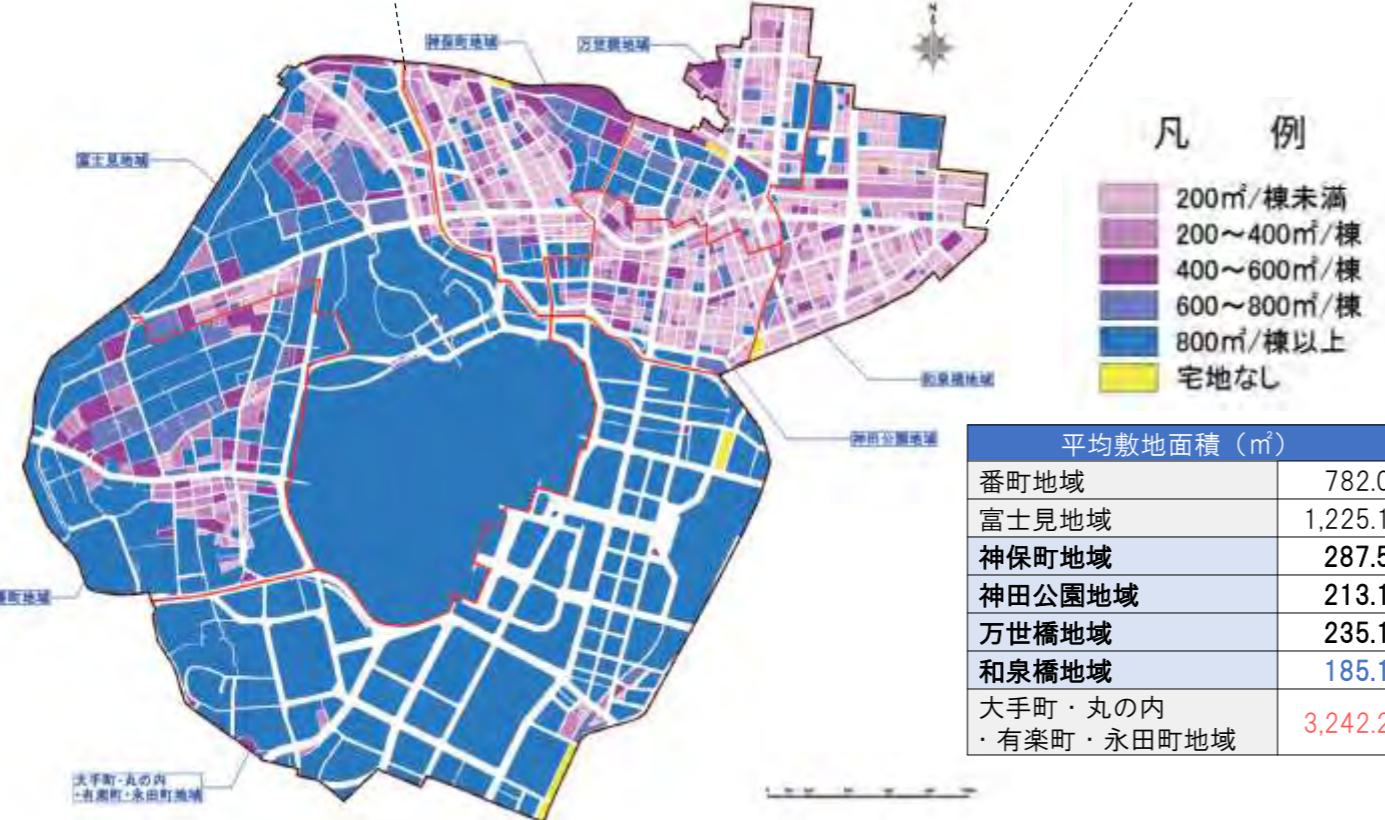 N
神保町地域
万世橋地域
富士見地域
凡 例
200㎡/棟未満
200～400㎡/棟
400～600㎡/棟
600～800㎡/棟
800㎡/棟以上
宅地なし
和泉橋地域
神田公園地域
町地域
大手町・丸の内
・有楽町・永田町地域
平均敷地面積（㎡）
番町地域 782.0
富士見地域 1,225.1
神保町地域 287.5
神田公園地域 213.1
万世橋地域 235.1
和泉橋地域 185.1
大手町・丸の内
・有楽町・永田町地域 3,242.2